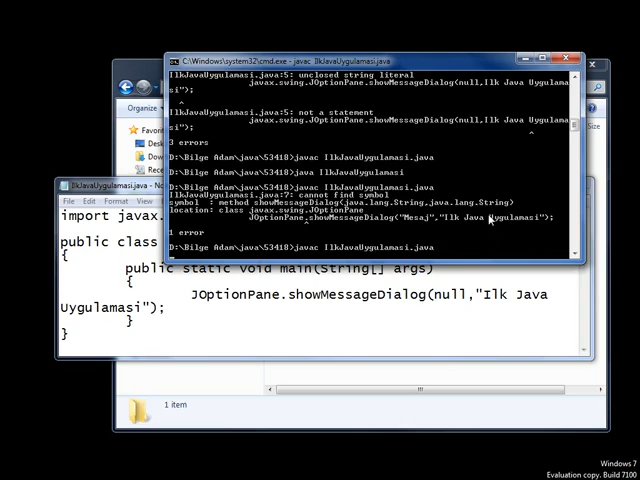 C:\Windows\system32\cmd.exe - javac IlkJavaUygulamasi.java
IlkJavaUygulamasi.java:5: unclosed string literal
javax.swing.JOptionPane.showMessageDialog(null,Ilk Java Uygulama
si");
^
IlkJavaUygulamasi.java:5: not a statement
javax.swing.JOptionPane.showMessageDialog(null,Ilk Java Uygulama
si");
^
3 errors
D:\Bilge Adam\java\53418>javac IlkJavaUygulamasi.java
D:\Bilge Adam\java\53418>java IlkJavaUygulamasi
D:\Bilge Adam\java\53418>javac IlkJavaUygulamasi.java
IlkJavaUygulamasi.java:7: cannot find symbol
symbol : method showMessageDialog(java.lang.String,java.lang.String)
location: class javax.swing.JOptionPane
JOptionPane.showMessageDialog("Mesaj","Ilk Java Uygulamasi");
^
1 error
D:\Bilge Adam\java\53418>javac IlkJavaUygulamasi.java
Organize
Size
Favorit
Desk
Dow
Rece
IlkJavaUygulamasi.java - No
File Edit Format View H
import javax.
public class
{
public static void main(String[] args)
{
JOptionPane.showMessageDialog(null,"Ilk Java
Uygulamasi");
}
}
1 item
Windows 7
Evaluation copy. Build 7100